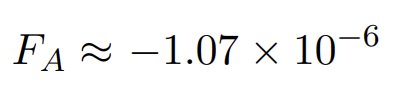 F_A ≈ −1.07 × 10^{−6}